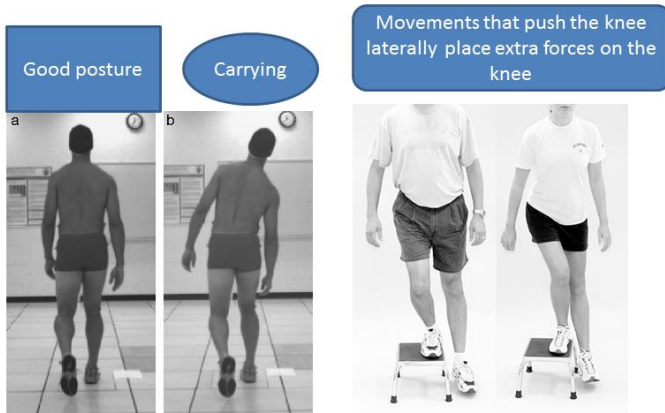 Good posture
Carrying
Movements that push the knee
laterally place extra forces on the
knee
a
b